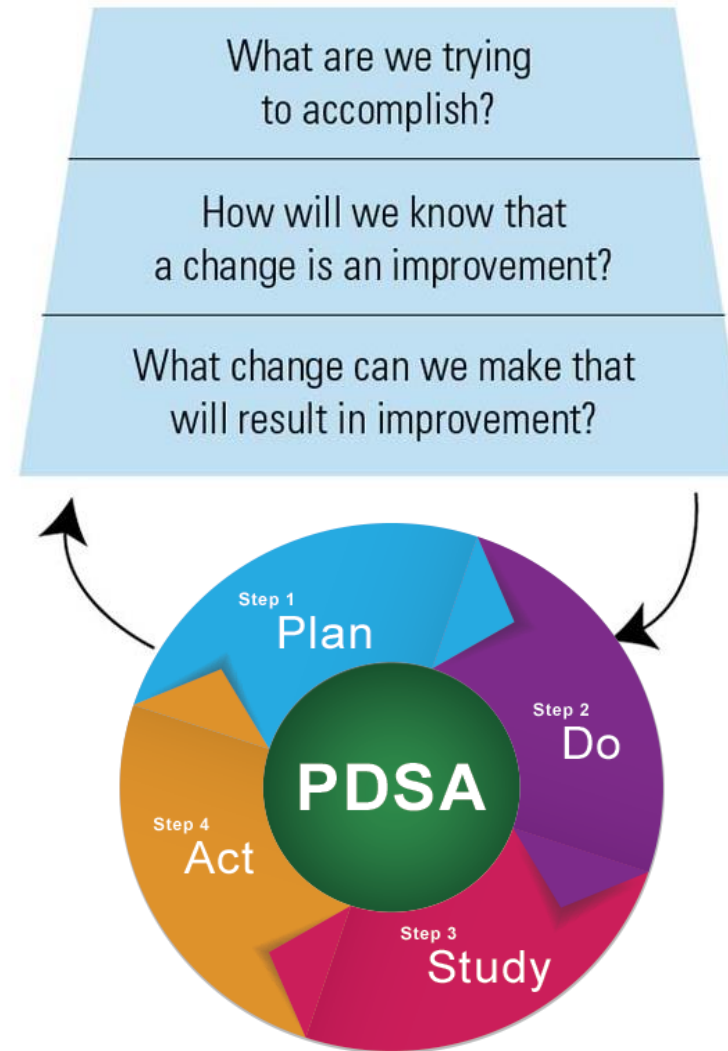 What are we trying
to accomplish?
How will we know that
a change is an improvement?
What change can we make that
will result in improvement?
Step 1
Plan
Step 2
Do
PDSA
Step 4
Act
Step 3
Study